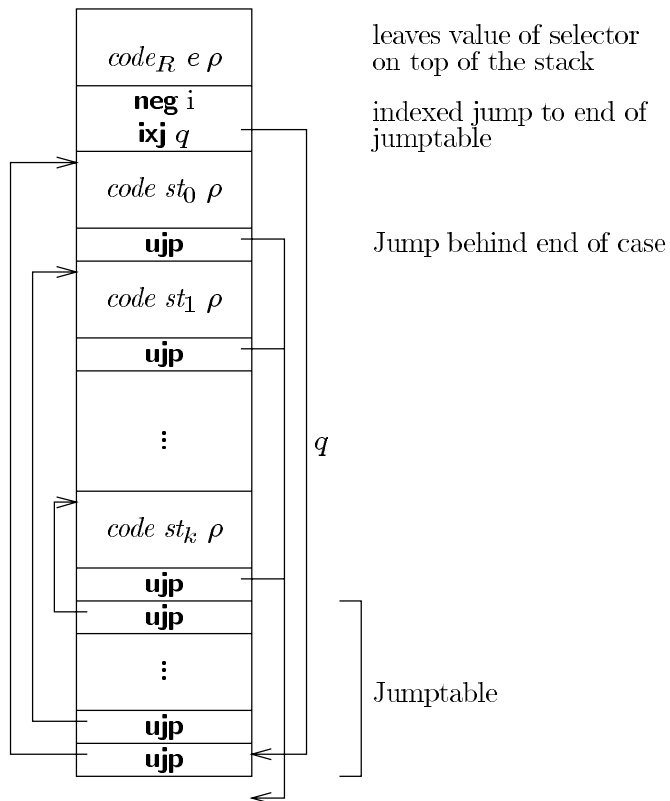 code_R e ρ
leaves value of selector
on top of the stack
neg i
ixj q
indexed jump to end of
jumptable
code st_0 ρ
ujp
Jump behind end of case
code st_1 ρ
ujp
⋮
q
code st_k ρ
ujp
ujp
⋮
Jumptable
ujp
ujp